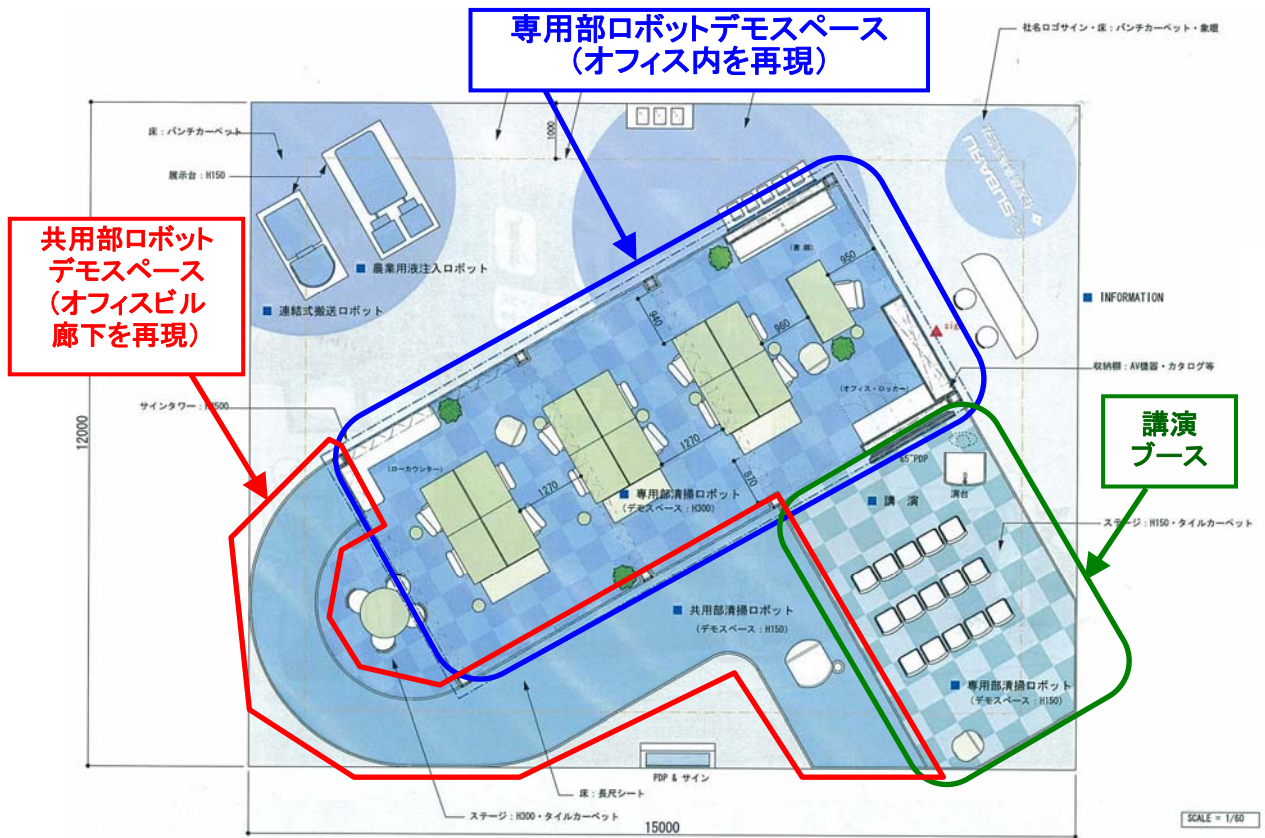 専用部ロボットデモスペース
（オフィス内を再現）
社名ロゴサイン・床：パンチカーペット・象眼
床：パンチカーペット
1000
展示台：H150
SUBARU
共用部ロボット
デモスペース
（オフィスビル
廊下を再現）
■ 農業用液注入ロボット
■ 連結式搬送ロボット
（書棚）
950
940
960
■ INFORMATION
収納棚：AV機器・カタログ等
（オフィス・ロッカー）
サインタワー：
12000
（ローカウンター）
1270
1270
870
65"PDP
講演
ブース
演台
■ 講 演
■ 専用部清掃ロボット
（デモスペース：H300）
ステージ：H150・タイルカーペット
■ 共用部清掃ロボット
（デモスペース：H150）
■ 専用部清掃ロボット
（デモスペース：H150）
PDP & サイン
床：長尺シート
ステージ：H300・タイルカーペット
15000
SCALE = 1/60